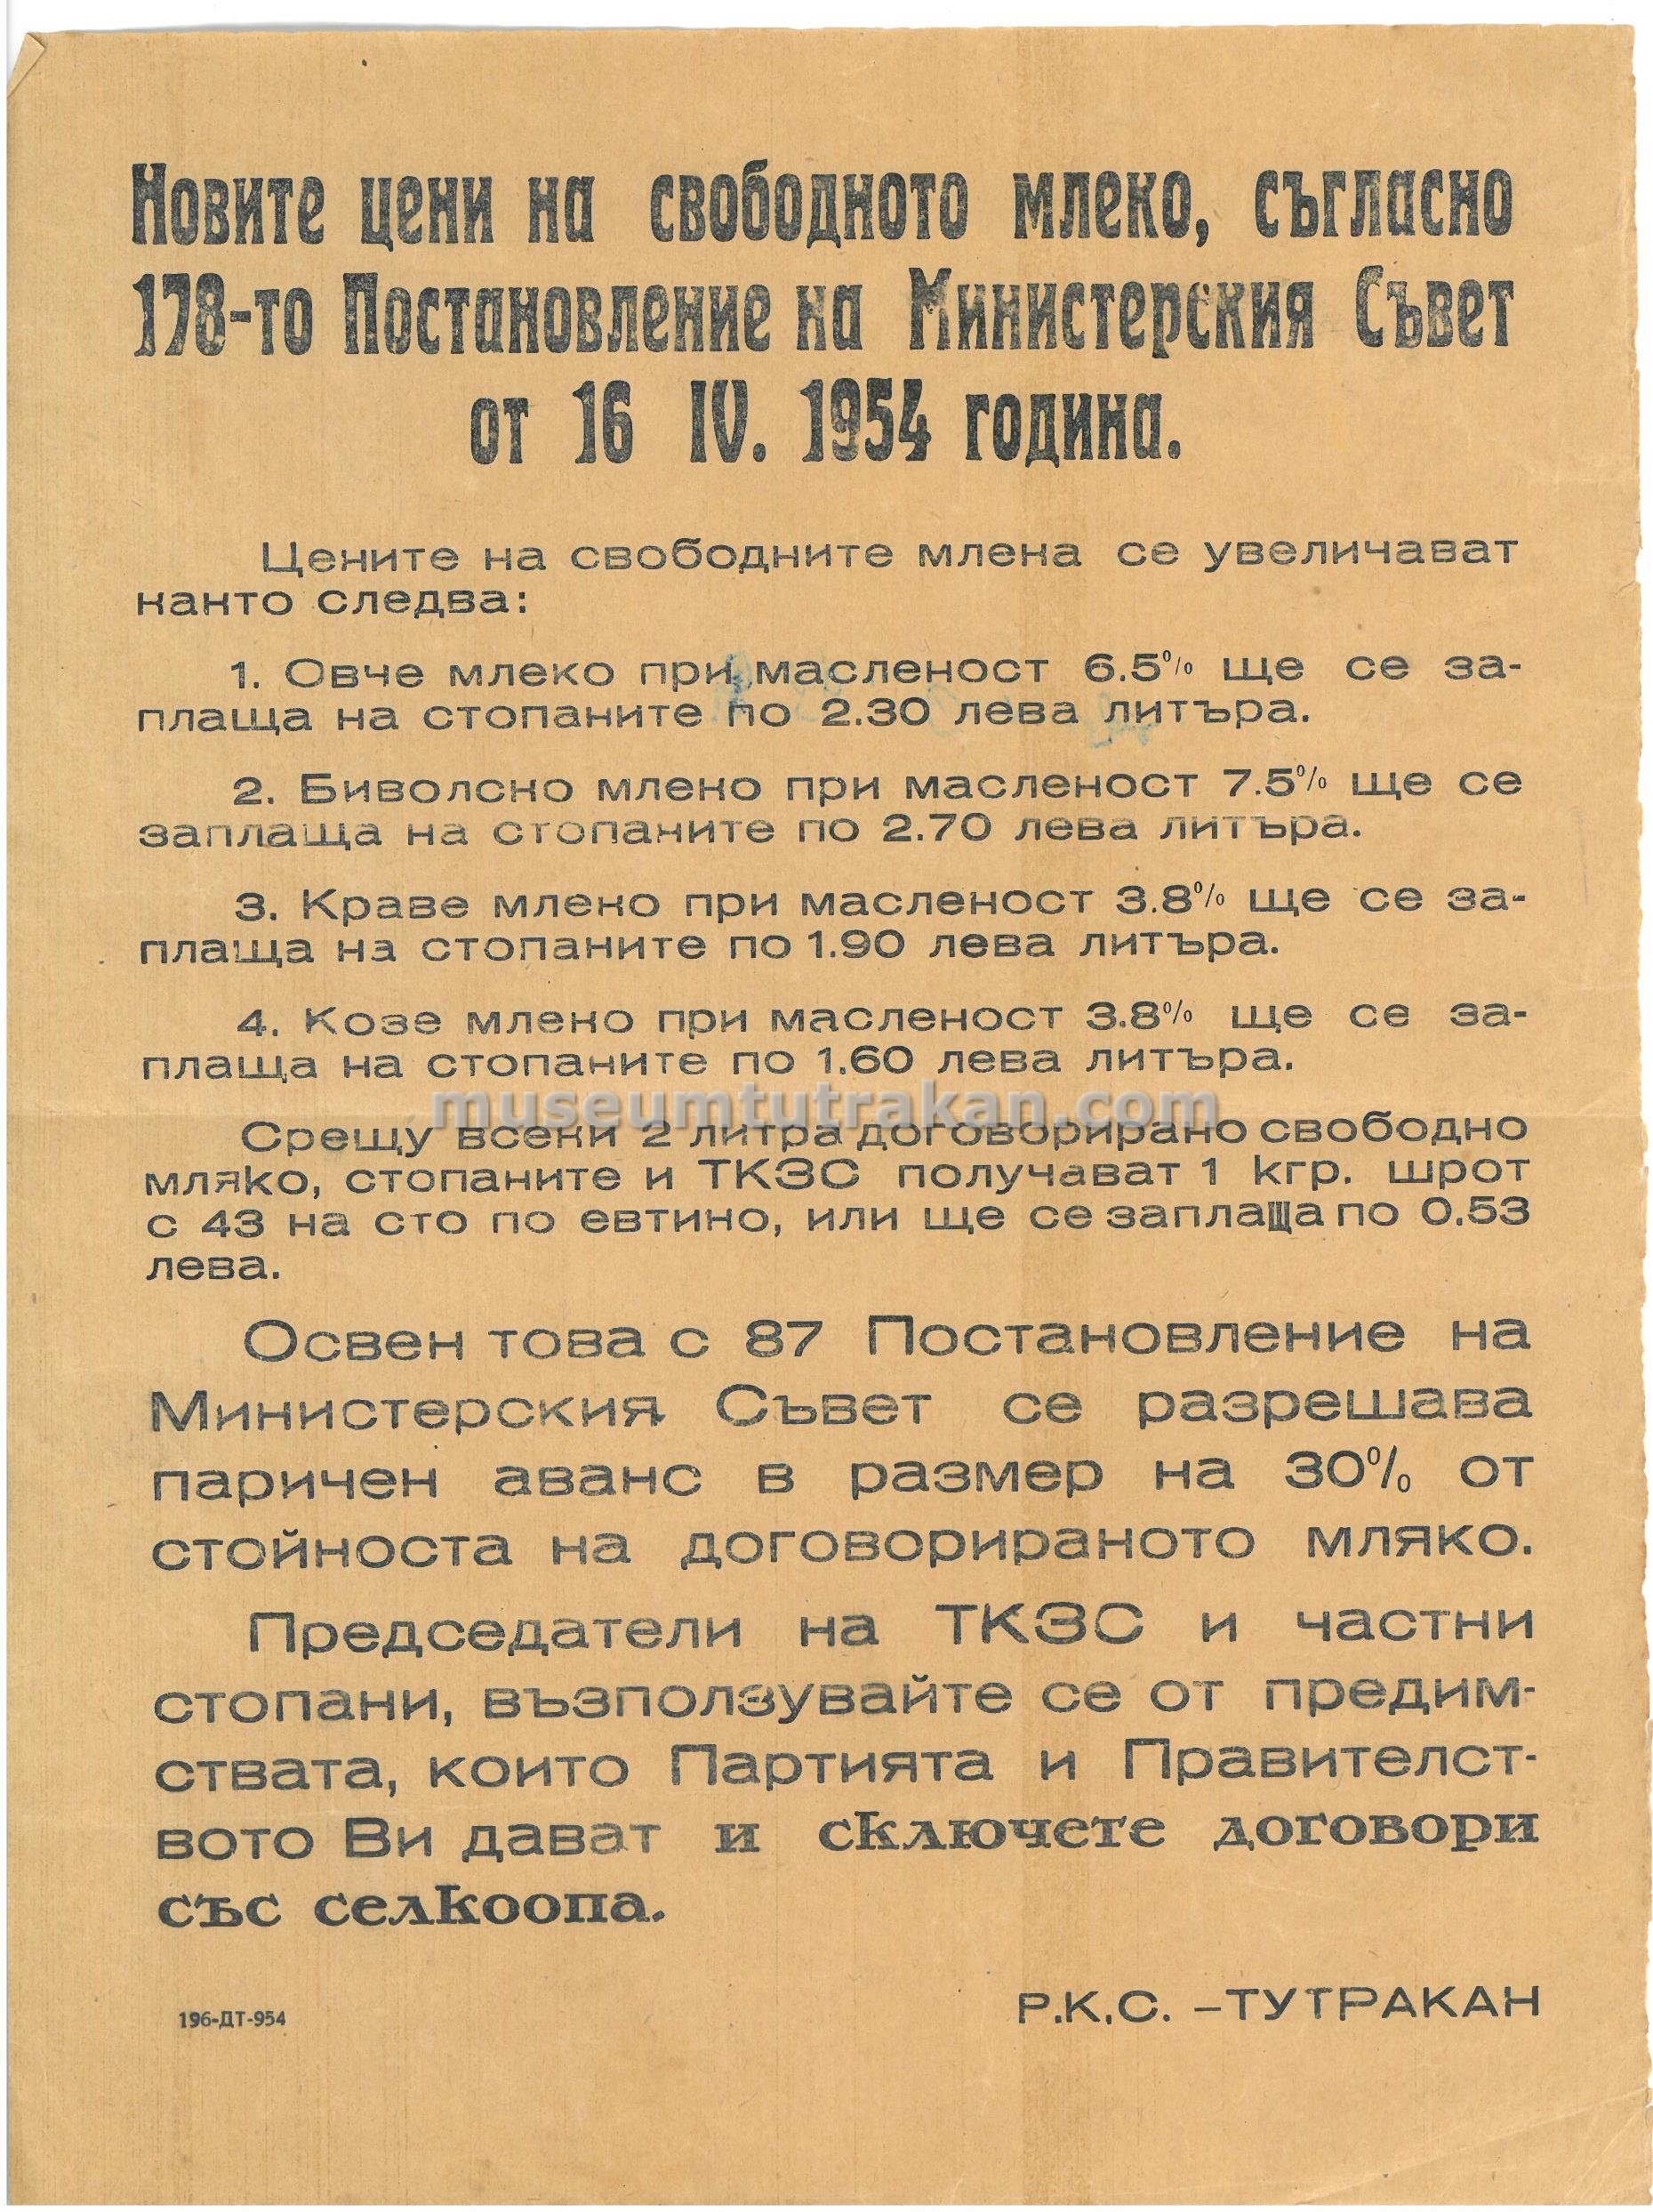 Новите цени на свободното млеко, съгласно
178-то Постановление на Министерския Съвет
от 16 IV. 1954 година.
Цените на свободните млека се увеличават
както следва:
1. Овче млеко при масленост 6.5% ще се за-
плаща на стопаните по 2.30 лева литъра.
2. Биволско млеко при масленост 7.5% ще се
заплаща на стопаните по 2.70 лева литъра.
3. Краве млеко при масленост 3.8% ще се за-
плаща на стопаните по 1.90 лева литъра.
4. Козе млеко при масленост 3.8% ще се за-
плаща на стопаните по 1.60 лева литъра.
museumtutrakan.com
Срещу всеки 2 литра договорирано свободно
мляко, стопаните и ТКЗС получават 1 кгр. шрот
с 43 на сто по евтино, или ще се заплаща по 0.53
лева.
Освен това с 87 Постановление на
Министерския Съвет се разрешава
паричен аванс в размер на 30% от
стойноста на договорираното мляко.
Председатели на ТКЗС и частни
стопани, възползувайте се от предим-
ствата, които Партията и Правителст-
вото Ви дават и сключете договори
със селкоопа.
196-ДТ-954
Р.К.С. –ТУТРАКАН